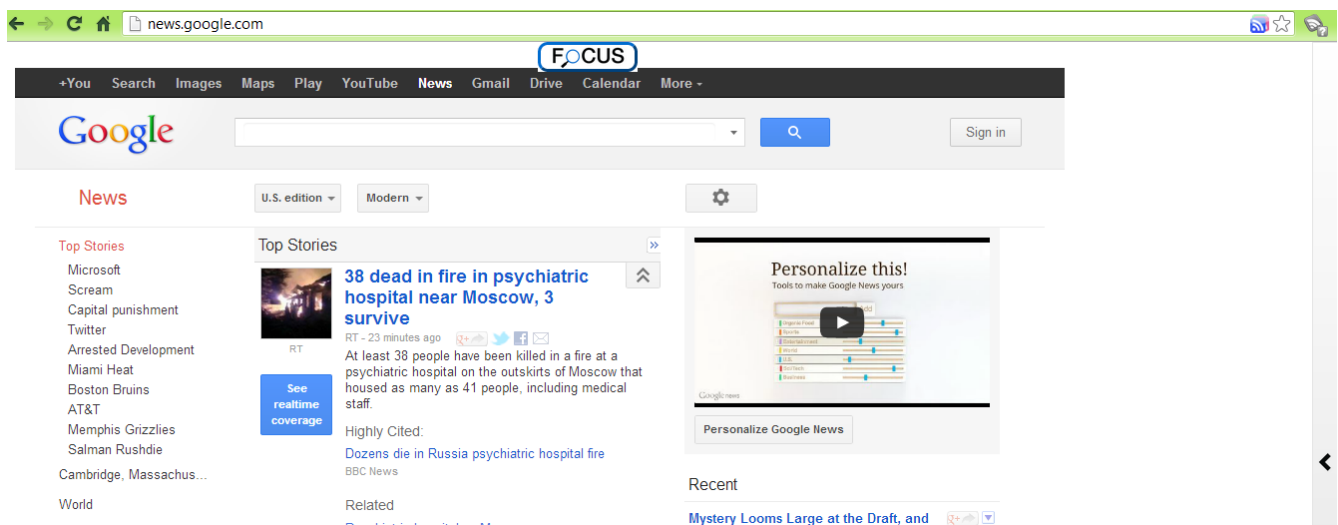 news.google.com
FOCUS
+You Search Images Maps Play YouTube News Gmail Drive Calendar More
Google
Sign in
News
U.S. edition
Modern
Top Stories
Microsoft
Scream
Capital punishment
Twitter
Arrested Development
Miami Heat
Boston Bruins
AT&T
Memphis Grizzlies
Salman Rushdie
Cambridge, Massachus...
World
Top Stories
38 dead in fire in psychiatric
hospital near Moscow, 3
survive
RT
RT - 23 minutes ago
At least 38 people have been killed in a fire at a
psychiatric hospital on the outskirts of Moscow that
housed as many as 41 people, including medical
staff.
See
realtime
coverage
Highly Cited:
Dozens die in Russia psychiatric hospital fire
BBC News
Related
Personalize this!
Tools to make Google News yours
Add
Google news
Personalize Google News
Recent
Mystery Looms Large at the Draft, and